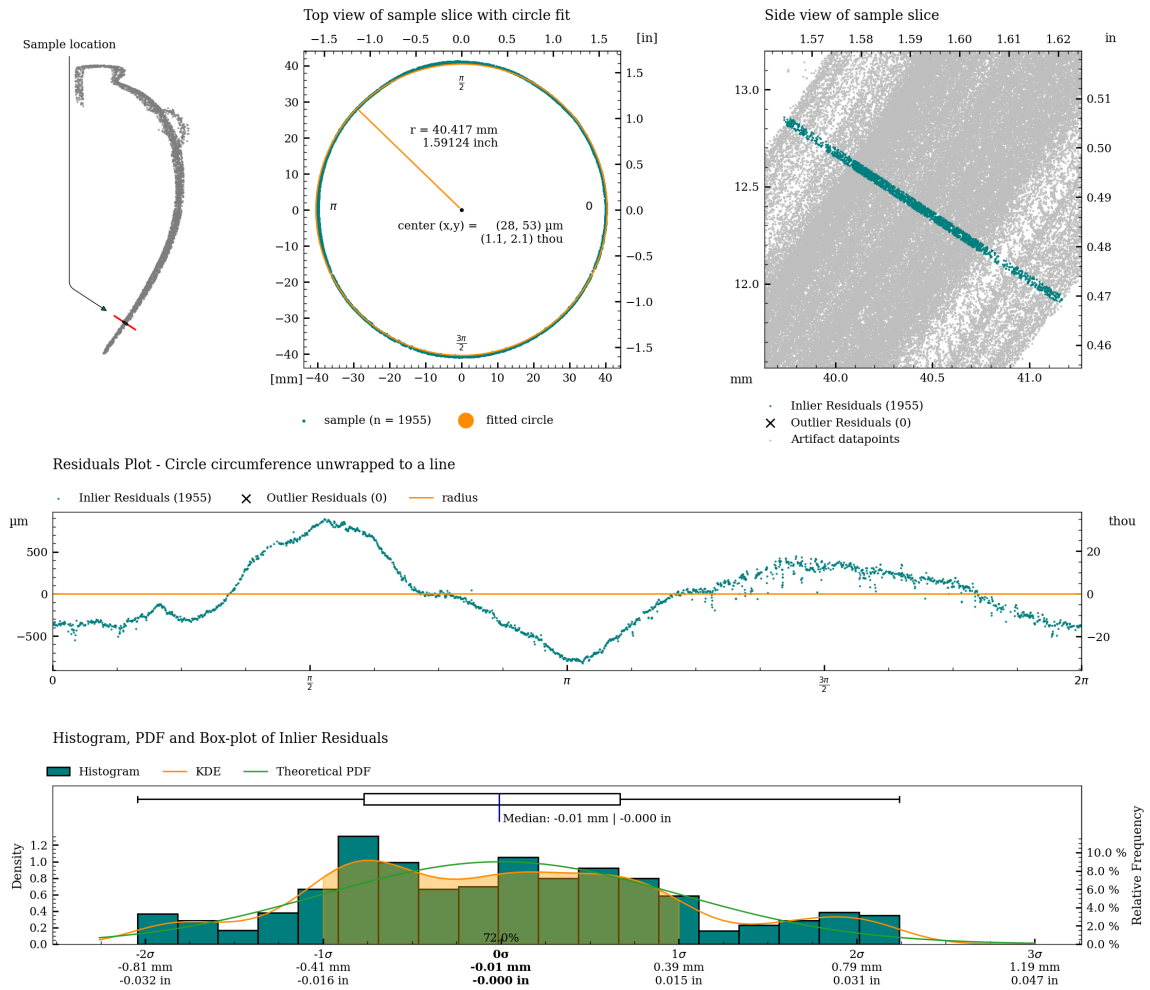 Top view of sample slice with circle fit
Side view of sample slice
Sample location
−1.5 −1.0 −0.5 0.0 0.5 1.0 1.5 [in]
1.57 1.58 1.59 1.60 1.61 1.62 in
40 30 20 10 0 −10 −20 −30 −40
1.5 1.0 0.5 0.0 −0.5 −1.0 −1.5
π/2
r = 40.417 mm
1.59124 inch
π 0
center (x,y) = (28, 53) µm
(1.1, 2.1) thou
3π/2
[mm] −40 −30 −20 −10 0 10 20 30 40
13.0 12.5 12.0
0.51 0.50 0.49 0.48 0.47 0.46
mm 40.0 40.5 41.0
sample (n = 1955) fitted circle
Inlier Residuals (1955)
Outlier Residuals (0)
Artifact datapoints
Residuals Plot - Circle circumference unwrapped to a line
Inlier Residuals (1955) Outlier Residuals (0) radius
µm thou
500 20
0 0
−500 −20
0 π/2 π 3π/2 2π
Histogram, PDF and Box-plot of Inlier Residuals
Histogram KDE Theoretical PDF
Median: -0.01 mm | -0.000 in
Density
1.2 1.0 0.8 0.6 0.4 0.2 0.0
Relative Frequency
10.0 % 8.0 % 6.0 % 4.0 % 2.0 % 0.0 %
72.0%
-2σ -1σ 0σ 1σ 2σ 3σ
-0.81 mm -0.41 mm -0.01 mm 0.39 mm 0.79 mm 1.19 mm
-0.032 in -0.016 in -0.000 in 0.015 in 0.031 in 0.047 in